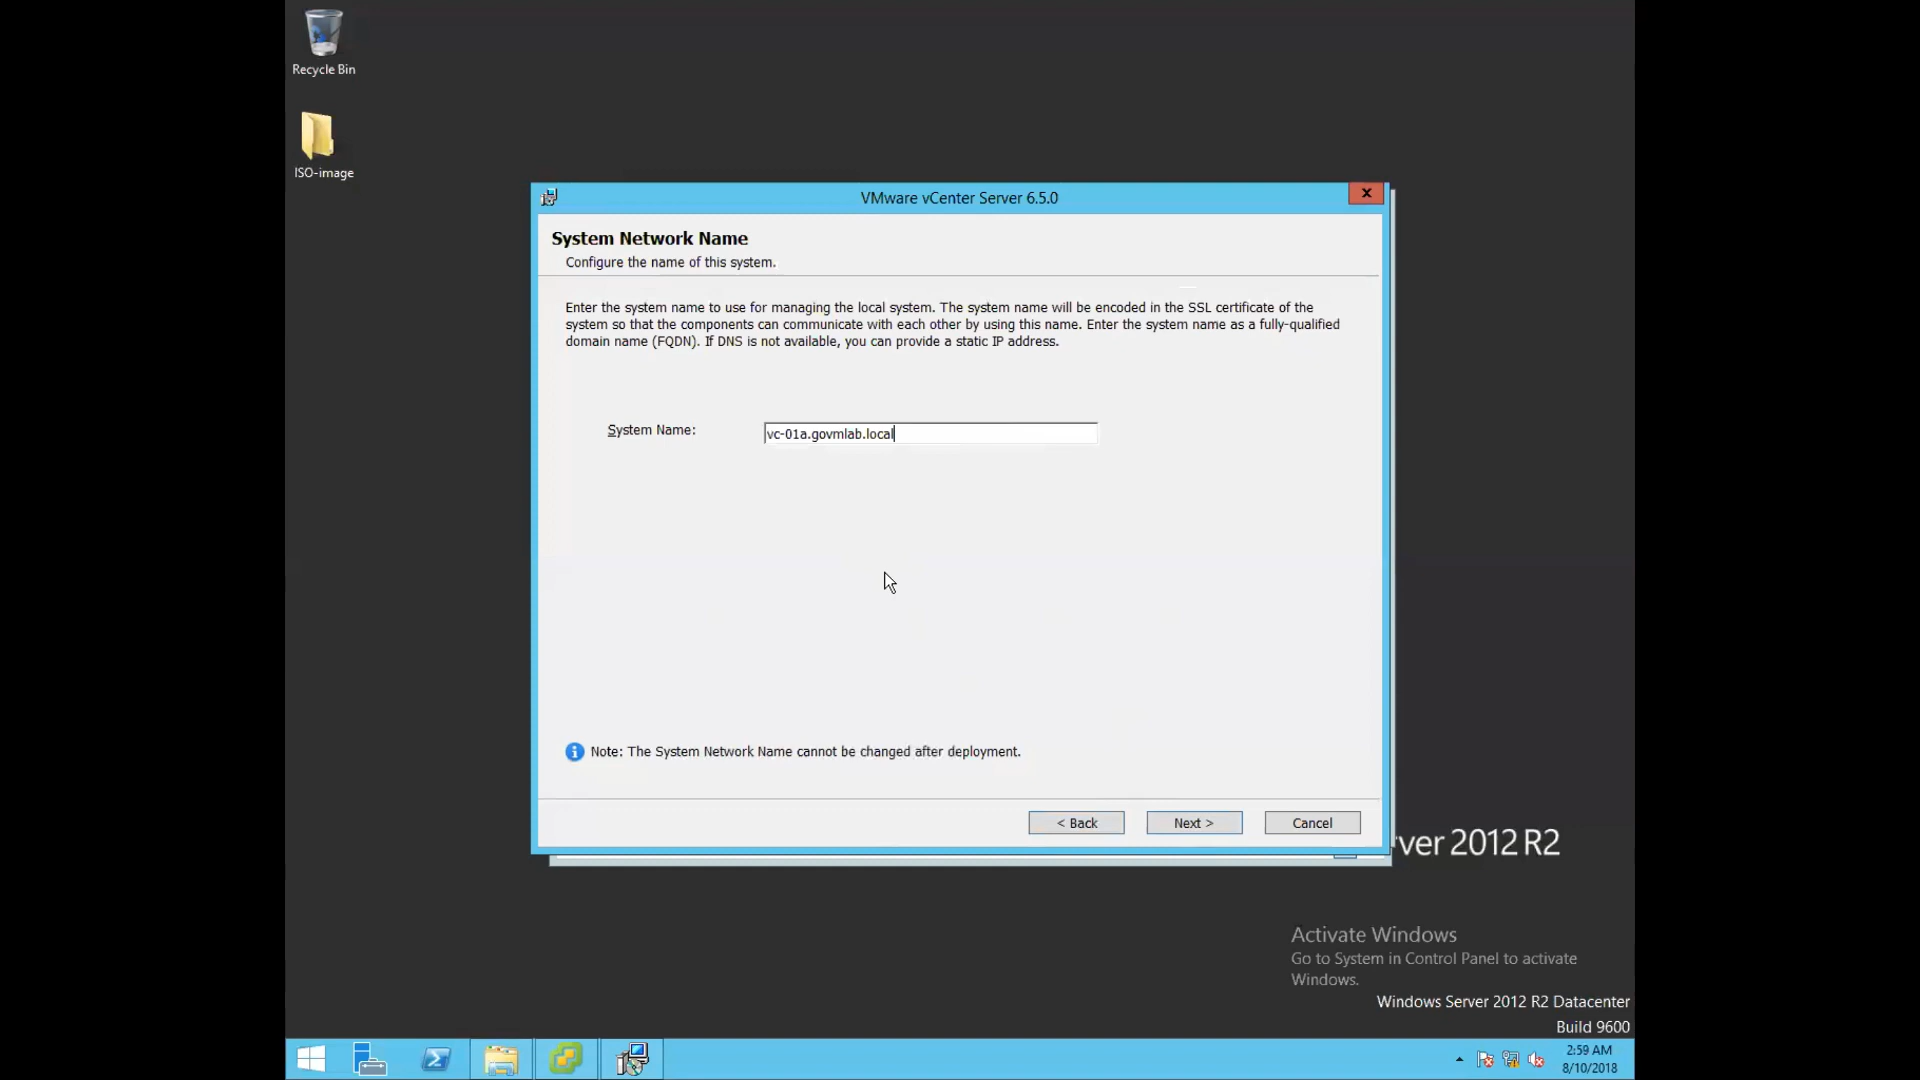 Recycle Bin
ISO-image
VMware vCenter Server 6.5.0
System Network Name
Configure the name of this system.
Enter the system name to use for managing the local system. The system name will be encoded in the SSL certificate of the
system so that the components can communicate with each other by using this name. Enter the system name as a fully-qualified
domain name (FQDN). If DNS is not available, you can provide a static IP address.
System Name: vc-01a.govmlab.local
Note: The System Network Name cannot be changed after deployment.
< Back Next > Cancel
ver 2012 R2
Activate Windows
Go to System in Control Panel to activate
Windows.
Windows Server 2012 R2 Datacenter
Build 9600
2:59 AM
8/10/2018